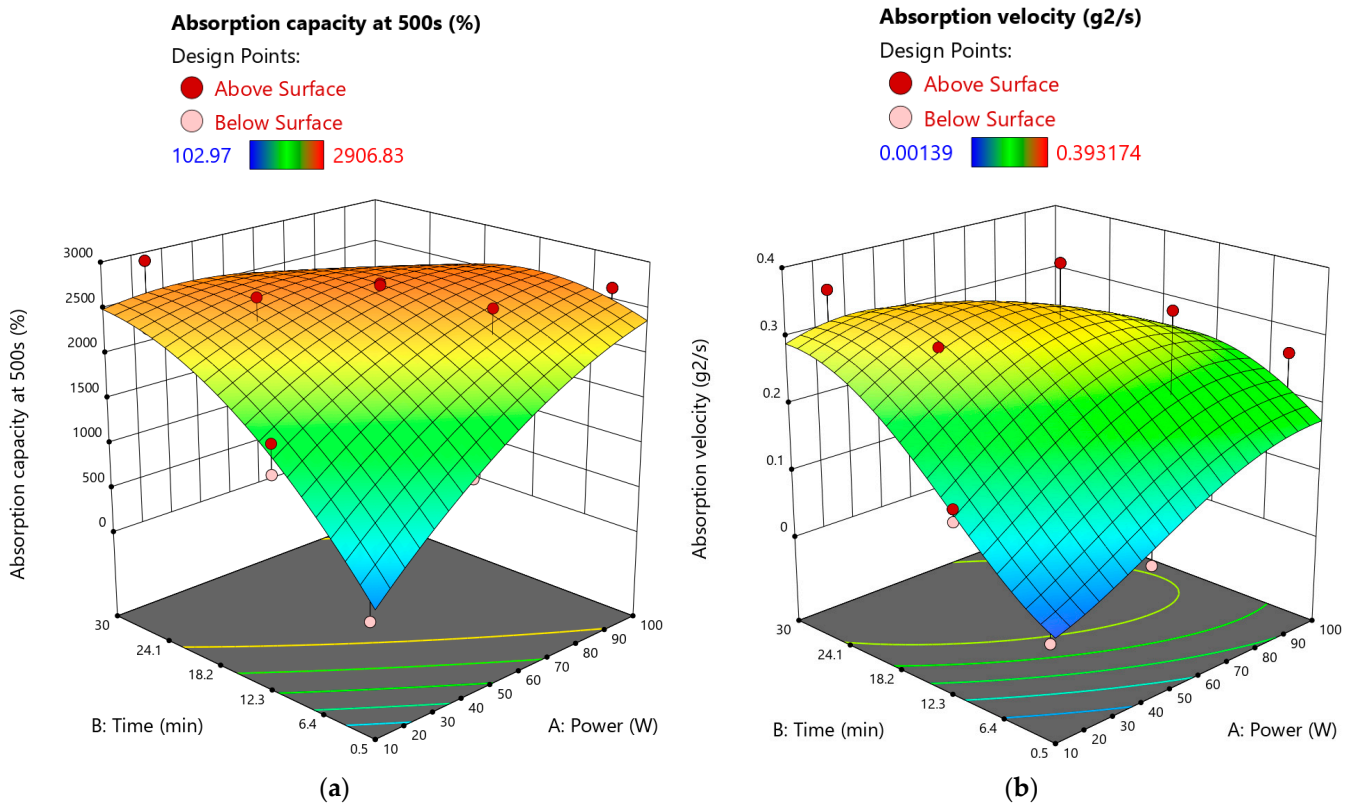 Absorption capacity at 500s (%)
Design Points:
Above Surface
Below Surface
102.97 2906.83
3000
2500
2000
1500
1000
500
0
Absorption capacity at 500s (%)
30
24.1
18.2
12.3
6.4
0.5
B: Time (min)
10
20
30
40
50
60
70
80
90
100
A: Power (W)
(a)
Absorption velocity (g2/s)
Design Points:
Above Surface
Below Surface
0.00139 0.393174
0.4
0.3
0.2
0.1
0
Absorption velocity (g2/s)
30
24.1
18.2
12.3
6.4
0.5
B: Time (min)
10
20
30
40
50
60
70
80
90
100
A: Power (W)
(b)